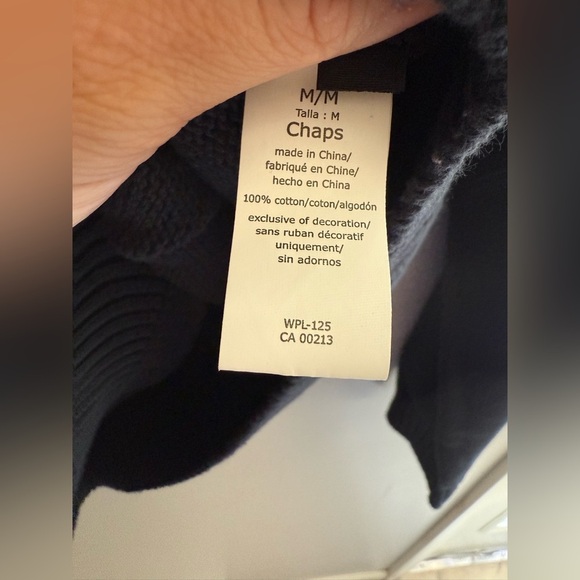 M/M
Talla : M
Chaps
made in China/
fabriqué en Chine/
hecho en China
100% cotton/coton/algodón
exclusive of decoration/
sans ruban décoratif
uniquement/
sin adornos
WPL-125
CA 00213